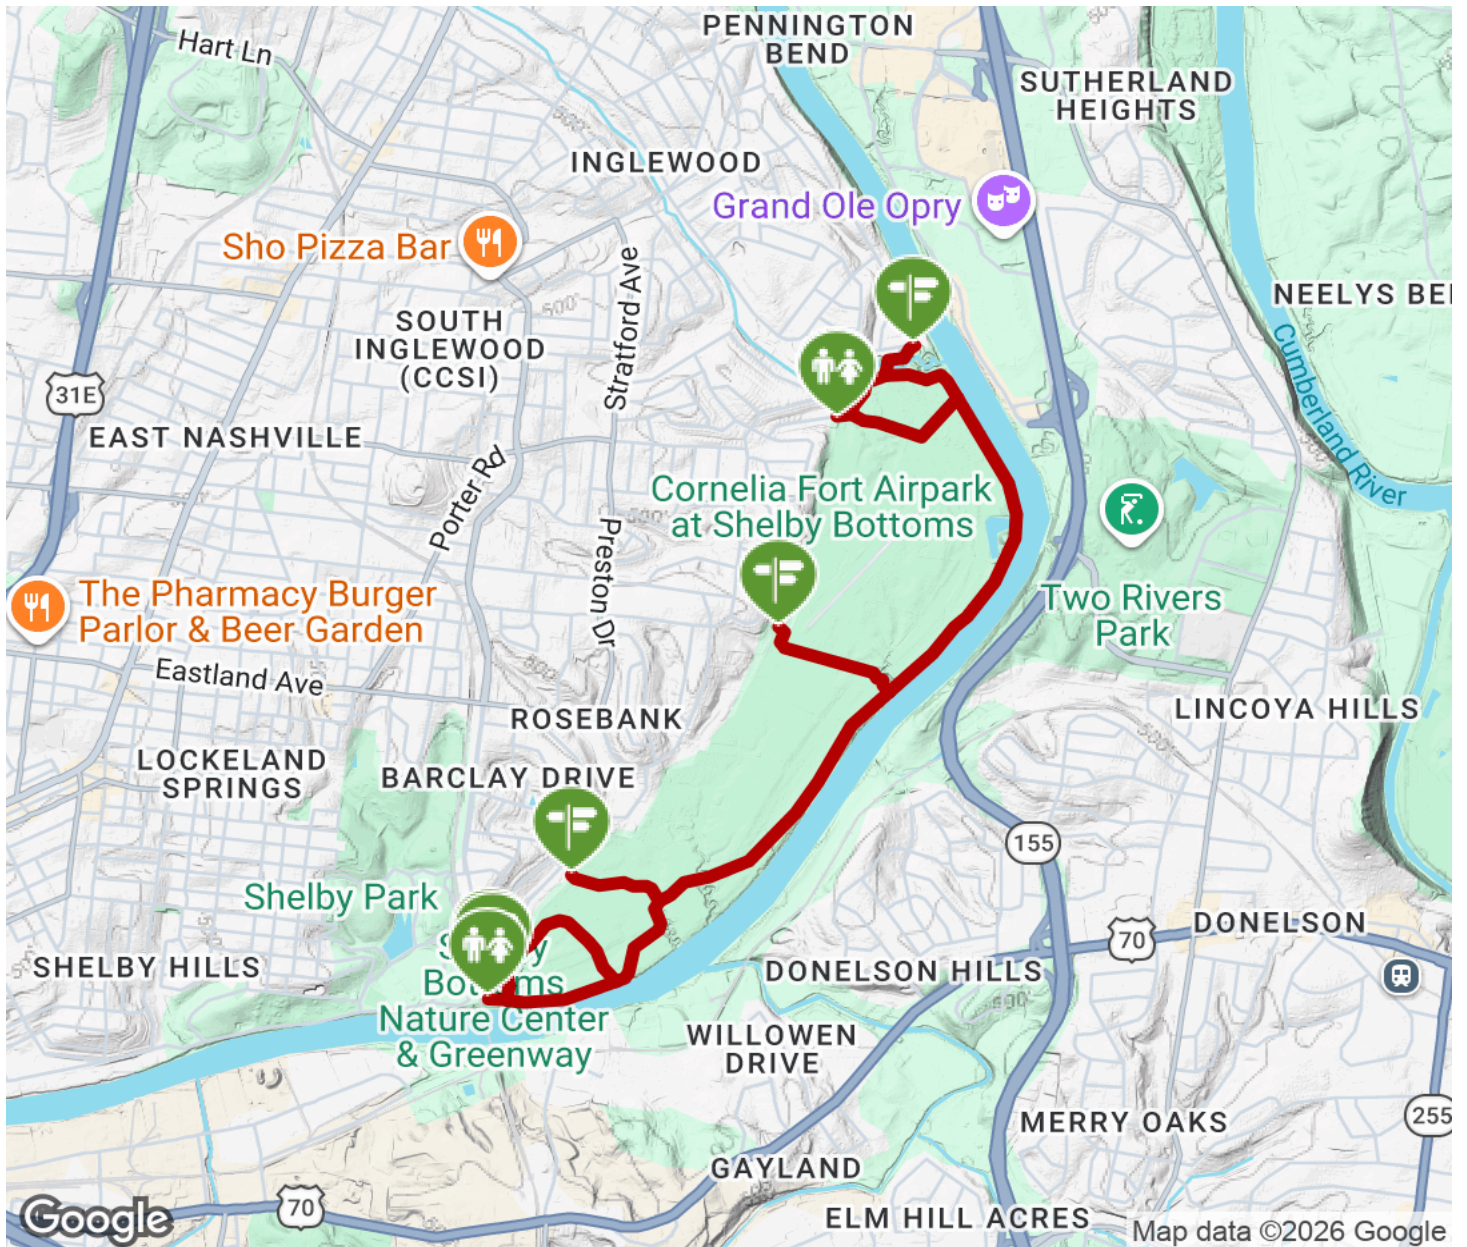 PENNINGTON
BEND
Hart Ln
SUTHERLAND
HEIGHTS
INGLEWOOD
Grand Ole Opry
Sho Pizza Bar
Stratford Ave
NEELYS BE
SOUTH
INGLEWOOD
(CCSI)
Cumberland River
31E
EAST NASHVILLE
Porter Rd
Cornelia Fort Airpark
at Shelby Bottoms
Preston Dr
The Pharmacy Burger
Parlor & Beer Garden
Two Rivers
Park
Eastland Ave
ROSEBANK
LINCOYA HILLS
LOCKELAND
SPRINGS
BARCLAY DRIVE
155
Shelby Park
70
DONELSON
SHELBY HILLS
Bottoms
Nature Center
& Greenway
DONELSON HILLS
WILLOWEN
DRIVE
MERRY OAKS
255
GAYLAND
70
ELM HILL ACRES
Google
Map data ©2026 Google